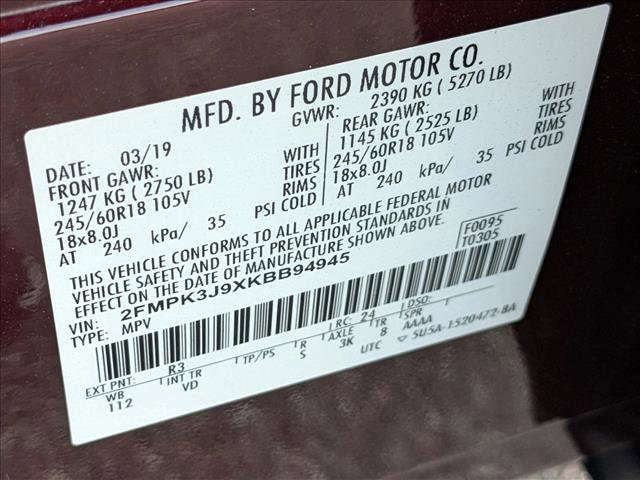 MFD. BY FORD MOTOR CO.
DATE: 03/19 GVWR: 2390 KG ( 5270 LB)
FRONT GAWR: WITH REAR GAWR: WITH
1247 KG ( 2750 LB) TIRES 1145 KG ( 2525 LB) TIRES
245/60R18 105V RIMS 245/60R18 105V RIMS
18x8.0J PSI COLD 18x8.0J PSI COLD
AT 240 kPa/ 35 AT 240 kPa/ 35
THIS VEHICLE CONFORMS TO ALL APPLICABLE FEDERAL MOTOR
VEHICLE SAFETY AND THEFT PREVENTION STANDARDS IN
EFFECT ON THE DATE OF MANUFACTURE SHOWN ABOVE.
F0095
T0305
VIN: 2FMPK3J9XKBB94945
TYPE: MPV
RC: 24 DSO:
EXT PNT: R3 TP/PS R AXLE TR SPR
WB INT TR S 3K 8 AAAA
112 VD UTC 5U5A-1520472-BA